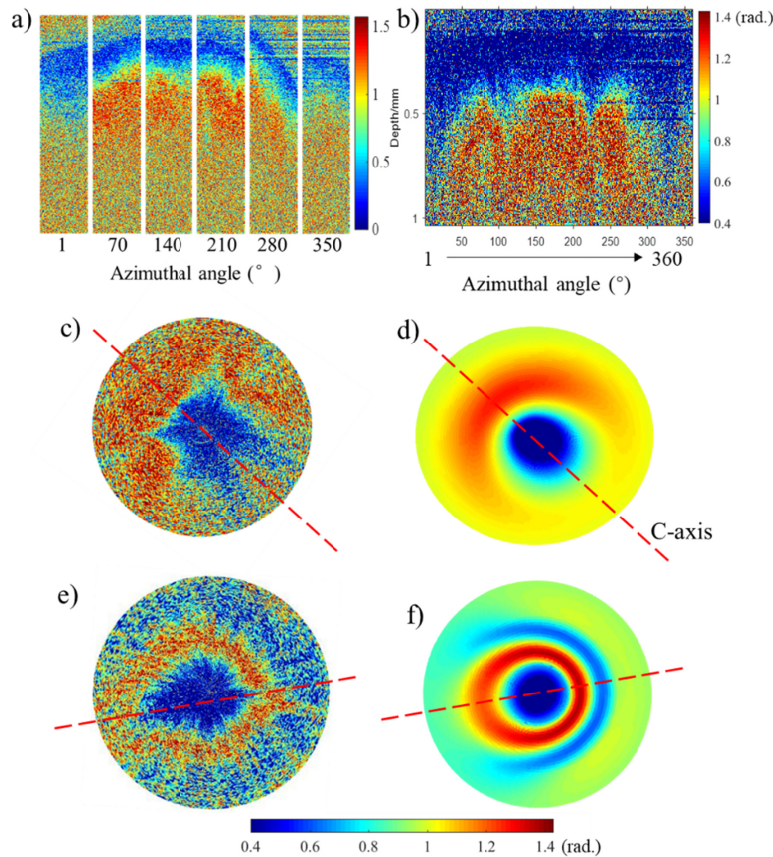 a)
1.5
1
0.5
0
Depth/mm
1 70 140 210 280 350
Azimuthal angle (°)
b)
1.4 (rad.)
1.2
1
0.8
0.6
0.4
0.5
1
50 100 150 200 250 300 350
1 360
Azimuthal angle (°)
c)
d)
C-axis
e)
f)
0.4 0.6 0.8 1 1.2 1.4 (rad.)